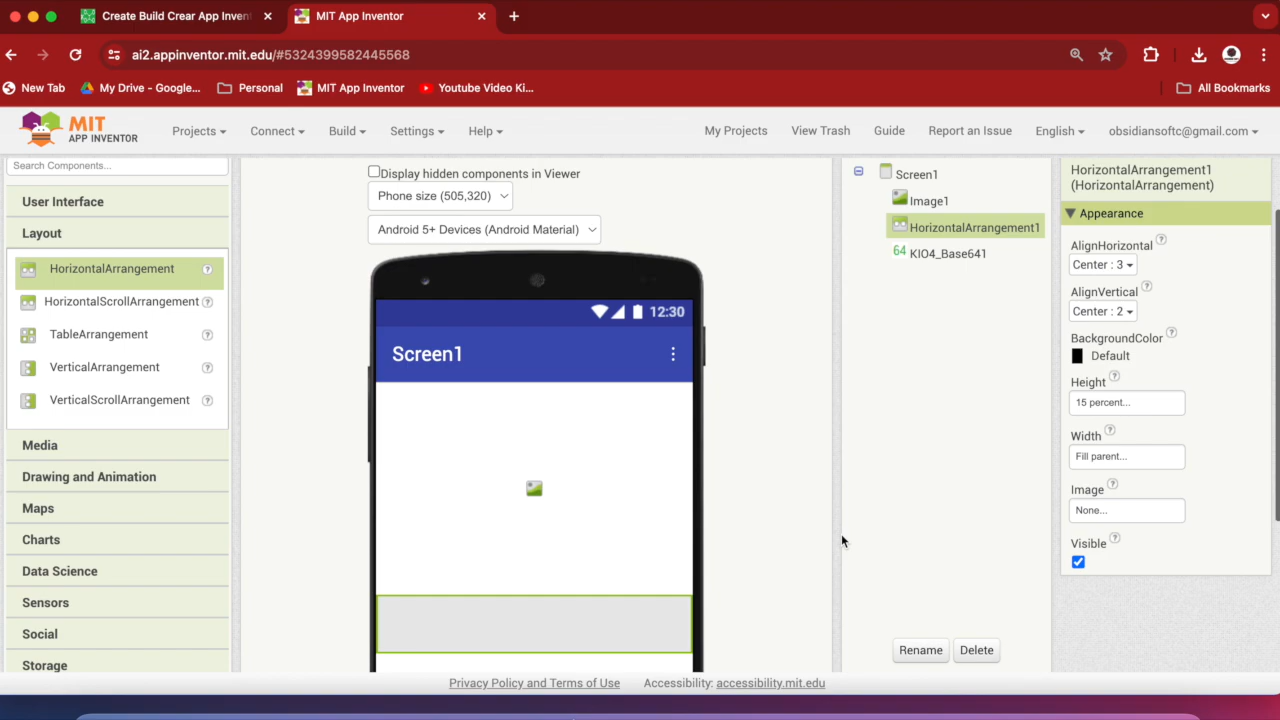 Create Build Crear App Inven
MIT App Inventor
ai2.appinventor.mit.edu/#5324399582445568
New Tab
My Drive - Google...
Personal
MIT App Inventor
Youtube Video Ki...
All Bookmarks
MIT
APP INVENTOR
Projects
Connect
Build
Settings
Help
My Projects
View Trash
Guide
Report an Issue
English
obsidiansoftc@gmail.com
Search Components...
User Interface
Layout
HorizontalArrangement
?
HorizontalScrollArrangement
?
TableArrangement
?
VerticalArrangement
?
VerticalScrollArrangement
?
Media
Drawing and Animation
Maps
Charts
Data Science
Sensors
Social
Storage
Display hidden components in Viewer
Phone size (505,320)
Android 5+ Devices (Android Material)
12:30
Screen1
Screen1
Image1
HorizontalArrangement1
64 KIO4_Base641
Rename
Delete
HorizontalArrangement1
(HorizontalArrangement)
Appearance
AlignHorizontal ?
Center : 3
AlignVertical ?
Center : 2
BackgroundColor ?
Default
Height ?
15 percent...
Width ?
Fill parent...
Image ?
None...
Visible ?
Privacy Policy and Terms of Use
Accessibility: accessibility.mit.edu